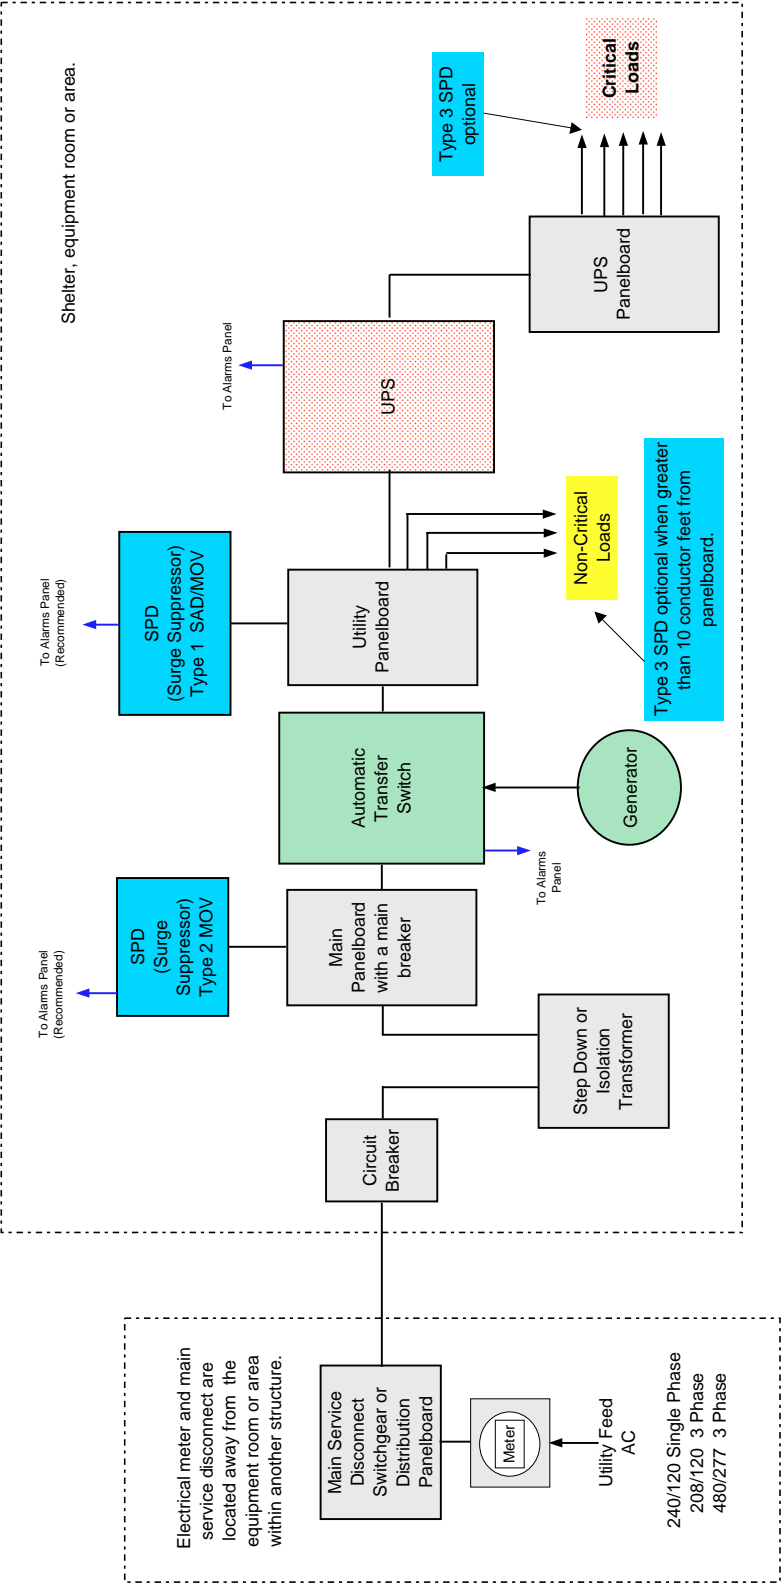 Shelter, equipment room or area.
Electrical meter and main
service disconnect are
located away from the
equipment room or area
within another structure.
Main Service
Disconnect
Switchgear or
Distribution
Panelboard
Meter
Utility Feed
AC
240/120 Single Phase
208/120 3 Phase
480/277 3 Phase
Circuit
Breaker
Step Down or
Isolation
Transformer
To Alarms Panel
(Recommended)
SPD
(Surge
Suppressor)
Type 2 MOV
Main
Panelboard
with a main
breaker
Automatic
Transfer
Switch
To Alarms
Panel
Generator
To Alarms Panel
(Recommended)
SPD
(Surge Suppressor)
Type 1 SAD/MOV
Utility
Panelboard
Non-Critical
Loads
Type 3 SPD optional when greater
than 10 conductor feet from
panelboard.
To Alarms Panel
UPS
UPS
Panelboard
Type 3 SPD
optional
Critical
Loads